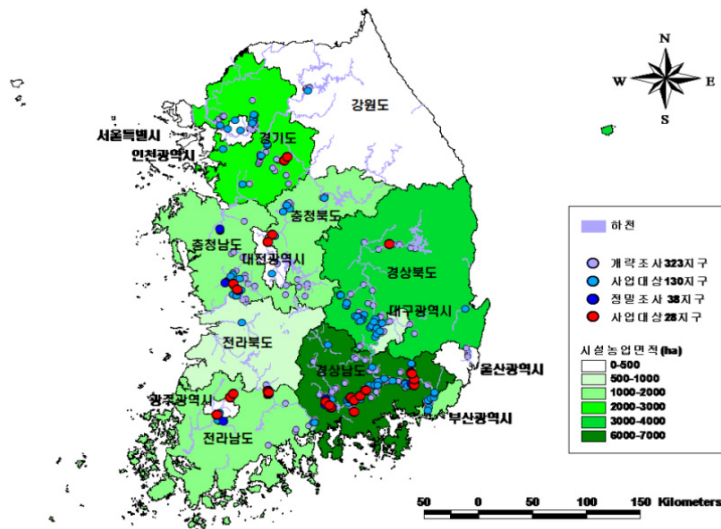 N
W E
S
강원도
서울특별시
경기도
인천광역시
충청북도
충청남도
대전광역시
경상북도
대구광역시
전라북도
경상남도
울산광역시
광주광역시
부산광역시
전라남도
하천
개략조사323지구
사업대상130지구
정밀조사 38지구
사업대상28지구
시설농업면적(ha)
0-500
500-1000
1000-2000
2000-3000
3000-4000
6000-7000
50 0 50 100 150 Kilometers